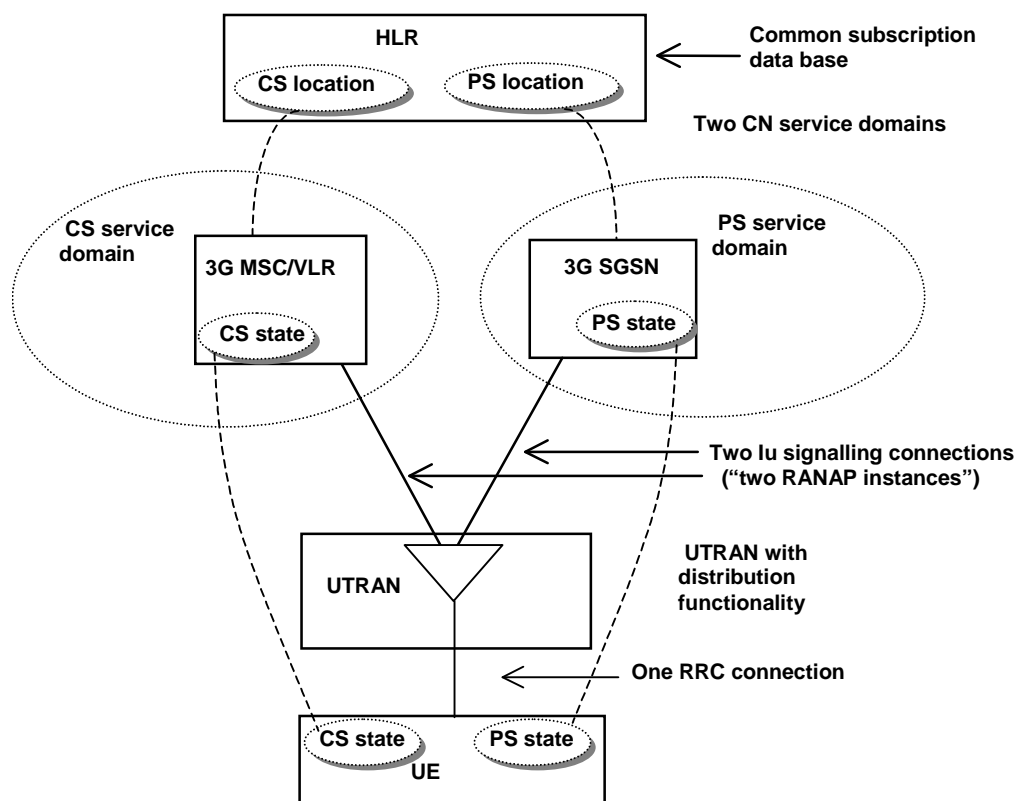 HLR
Common subscription
data base
CS location
PS location
Two CN service domains
CS service
domain
PS service
domain
3G MSC/VLR
3G SGSN
CS state
PS state
Two Iu signalling connections
(“two RANAP instances”)
UTRAN
UTRAN with
distribution
functionality
One RRC connection
CS state
PS state
UE